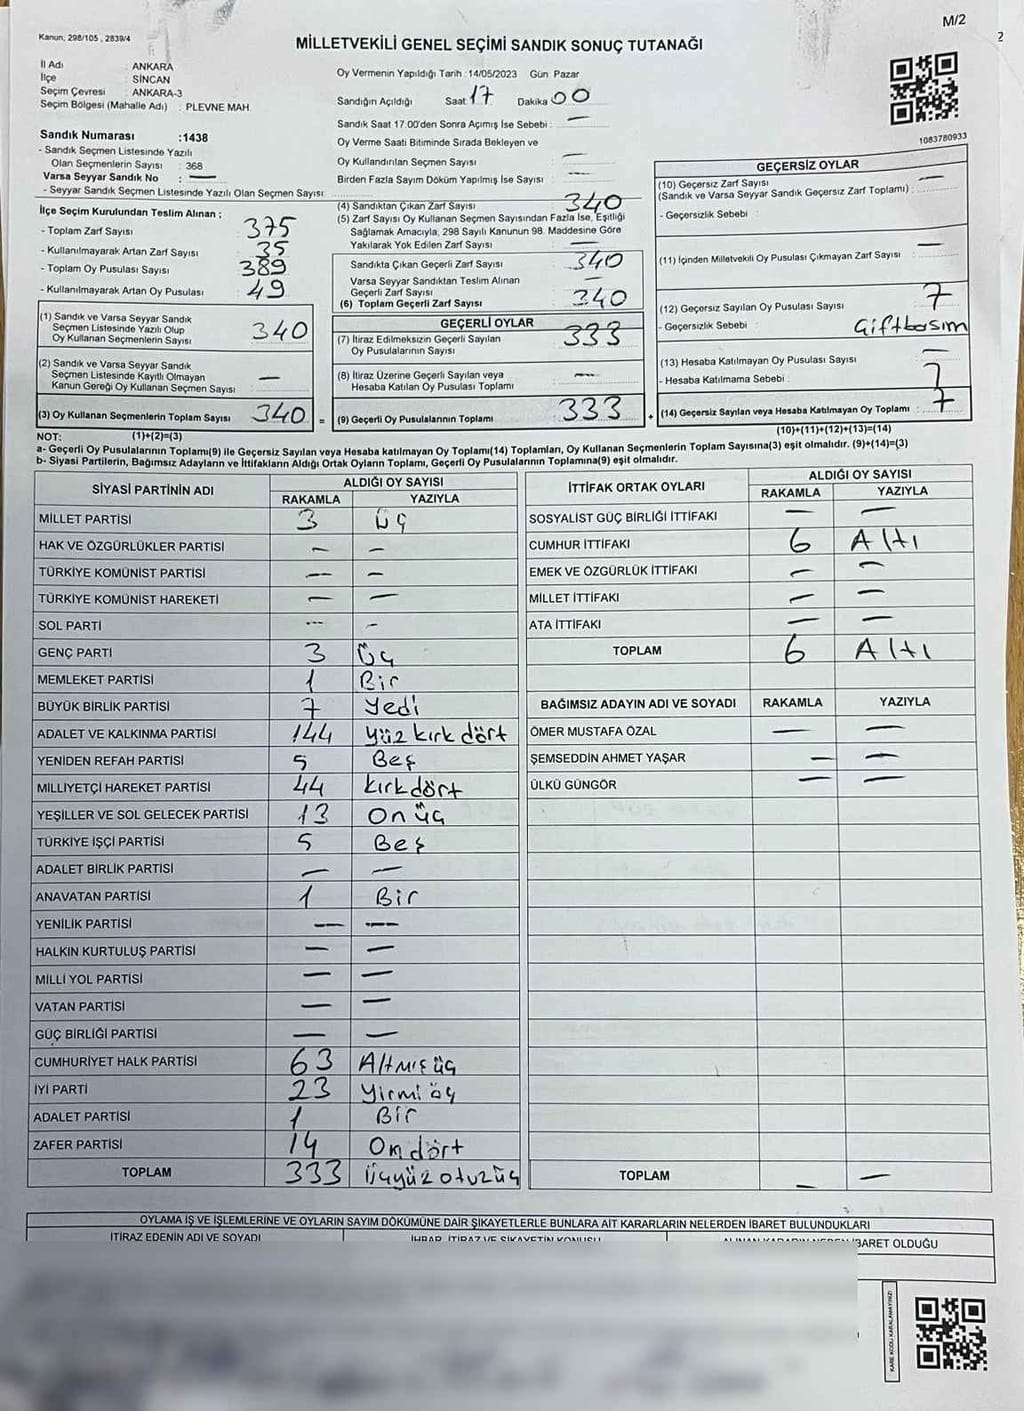 M/2
2
Kanun; 298/105 , 2839/4
MİLLETVEKİLİ GENEL SEÇİMİ SANDIK SONUÇ TUTANAĞI
İl Adı ANKARA
İlçe SİNCAN
Seçim Çevresi ANKARA-3
Seçim Bölgesi (Mahalle Adı) : PLEVNE MAH.
Sandık Numarası :1438
- Sandık Seçmen Listesinde Yazılı
Olan Seçmenlerin Sayısı : 368
Varsa Seyyar Sandık No : —
- Seyyar Sandık Seçmen Listesinde Yazılı Olan Seçmen Sayısı:
Oy Vermenin Yapıldığı Tarih : 14/05/2023 Gün Pazar
Sandığın Açıldığı Saat 17 Dakika 00
Sandık Saat 17.00'den Sonra Açımış İse Sebebi : —
Oy Verme Saati Bitiminde Sırada Bekleyen ve
Oy Kullandırılan Seçmen Sayısı —
Birden Fazla Sayım Döküm Yapılmış İse Sayısı : —
1083780933
İlçe Seçim Kurulundan Teslim Alınan ;
- Toplam Zarf Sayısı 375
- Kullanılmayarak Artan Zarf Sayısı 35
- Toplam Oy Pusulası Sayısı 389
- Kullanılmayarak Artan Oy Pusulası 49
(1) Sandık ve Varsa Seyyar Sandık
Seçmen Listesinde Yazılı Olup
Oy Kullanan Seçmenlerin Sayısı 340
(2) Sandık ve Varsa Seyyar Sandık
Seçmen Listesinde Kayıtlı Olmayan
Kanun Gereği Oy Kullanan Seçmen Sayısı —
(3) Oy Kullanan Seçmenlerin Toplam Sayısı 340 =
(4) Sandıktan Çıkan Zarf Sayısı 340
(5) Zarf Sayısı Oy Kullanan Seçmen Sayısından Fazla İse, Eşitliği
Sağlamak Amacıyla, 298 Sayılı Kanunun 98. Maddesine Göre
Yakılarak Yok Edilen Zarf Sayısı —
Sandıkta Çıkan Geçerli Zarf Sayısı 340
Varsa Seyyar Sandıktan Teslim Alınan
Geçerli Zarf Sayısı —
(6) Toplam Geçerli Zarf Sayısı 340
GEÇERLİ OYLAR
(7) İtiraz Edilmeksizin Geçerli Sayılan
Oy Pusulalarının Sayısı 333
(8) İtiraz Üzerine Geçerli Sayılan veya
Hesaba Katılan Oy Pusulası Toplamı —
(9) Geçerli Oy Pusulalarının Toplamı 333 +
GEÇERSİZ OYLAR
(10) Geçersiz Zarf Sayısı
(Sandık ve Varsa Seyyar Sandık Geçersiz Zarf Toplamı) : —
- Geçersizlik Sebebi :
(11) İçinden Milletvekili Oy Pusulası Çıkmayan Zarf Sayısı —
(12) Geçersiz Sayılan Oy Pusulası Sayısı 7
- Geçersizlik Sebebi : Çiftbasım
(13) Hesaba Katılmayan Oy Pusulası Sayısı —
- Hesaba Katılmama Sebebi : 7
(14) Geçersiz Sayılan veya Hesaba Katılmayan Oy Toplamı : 7
NOT: (1)+(2)=(3) (10)+(11)+(12)+(13)=(14)
a- Geçerli Oy Pusulalarının Toplamı(9) ile Geçersiz Sayılan veya Hesaba katılmayan Oy Toplamı(14) Toplamları, Oy Kullanan Seçmenlerin Toplam Sayısına(3) eşit olmalıdır. (9)+(14)=(3)
b- Siyasi Partilerin, Bağımsız Adayların ve İttifakların Aldığı Ortak Oyların Toplamı, Geçerli Oy Pusulalarının Toplamına(9) eşit olmalıdır.
SİYASİ PARTİNİN ADI ALDIĞI OY SAYISI
RAKAMLA YAZIYLA
MİLLET PARTİSİ 3 üç
HAK VE ÖZGÜRLÜKLER PARTİSİ — —
TÜRKİYE KOMÜNİST PARTİSİ — —
TÜRKİYE KOMÜNİST HAREKETİ — —
SOL PARTİ — —
GENÇ PARTİ 3 üç
MEMLEKET PARTİSİ 1 Bir
BÜYÜK BİRLİK PARTİSİ 7 yedi
ADALET VE KALKINMA PARTİSİ 144 yüz kırk dört
YENİDEN REFAH PARTİSİ 5 Beş
MİLLİYETÇİ HAREKET PARTİSİ 44 kırkdört
YEŞİLLER VE SOL GELECEK PARTİSİ 13 Onüç
TÜRKİYE İŞÇİ PARTİSİ 5 Beş
ADALET BİRLİK PARTİSİ — —
ANAVATAN PARTİSİ 1 Bir
YENİLİK PARTİSİ — —
HALKIN KURTULUŞ PARTİSİ — —
MİLLİ YOL PARTİSİ — —
VATAN PARTİSİ — —
GÜÇ BİRLİĞİ PARTİSİ — —
CUMHURİYET HALK PARTİSİ 63 Altmış üç
İYİ PARTİ 23 yirmi üç
ADALET PARTİSİ 1 Bir
ZAFER PARTİSİ 14 On dört
TOPLAM 333 Üçyüz otuzüç
İTTİFAK ORTAK OYLARI ALDIĞI OY SAYISI
RAKAMLA YAZIYLA
SOSYALİST GÜÇ BİRLİĞİ İTTİFAKI — —
CUMHUR İTTİFAKI 6 Altı
EMEK VE ÖZGÜRLÜK İTTİFAKI — —
MİLLET İTTİFAKI — —
ATA İTTİFAKI — —
TOPLAM 6 Altı
BAĞIMSIZ ADAYIN ADI VE SOYADI RAKAMLA YAZIYLA
ÖMER MUSTAFA ÖZAL — —
ŞEMSEDDİN AHMET YAŞAR — —
ÜLKÜ GÜNGÖR — —
TOPLAM — —
OYLAMA İŞ VE İŞLEMLERİNE VE OYLARIN SAYIM DÖKÜMÜNE DAİR ŞİKAYETLERLE BUNLARA AİT KARARLARIN NELERDEN İBARET BULUNDUKLARI
İTİRAZ EDENİN ADI VE SOYADI İHBAR, İTİRAZ VE ŞİKAYETİN KONUSU ALINAN KARARIN NEDEN İBARET OLDUĞU
KARE KODU KARALAMAYINIZ!